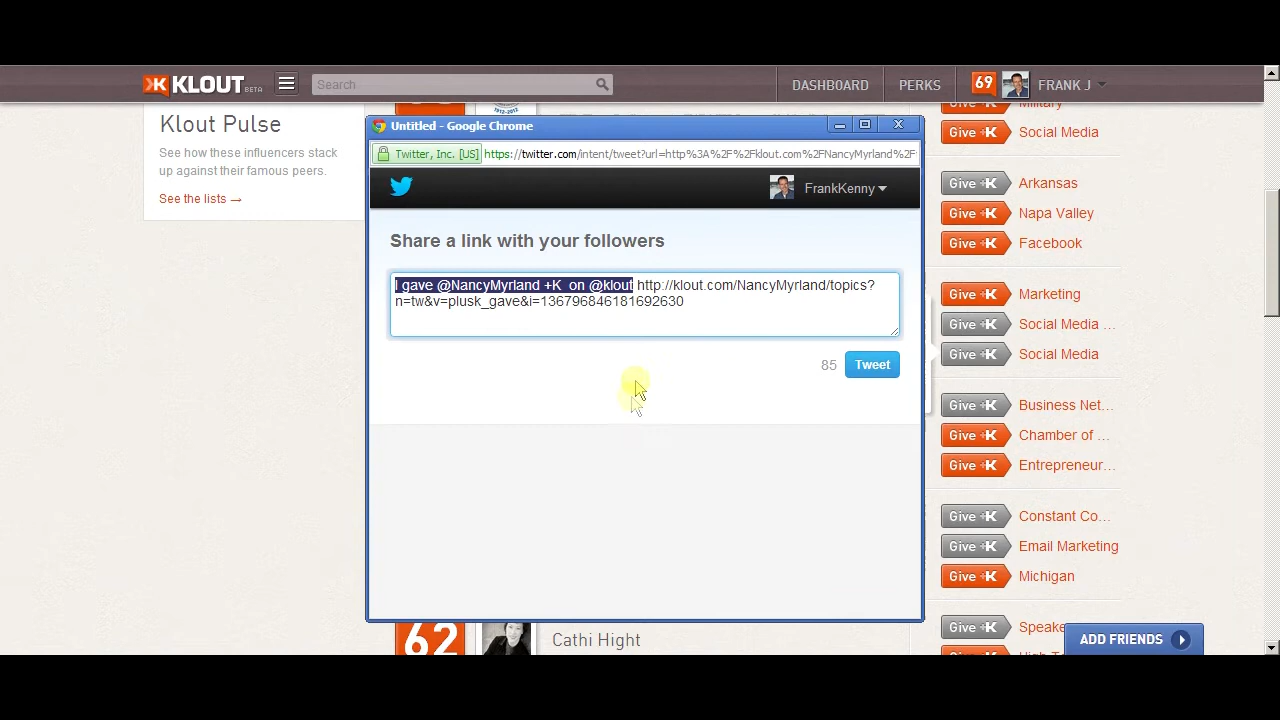 KLOUT BETA
Search
DASHBOARD
PERKS
69
FRANK J
Klout Pulse
See how these influencers stack
up against their famous peers.
See the lists →
Untitled - Google Chrome
Twitter, Inc. [US] https://twitter.com/intent/tweet?url=http%3A%2F%2Fklout.com%2FNancyMyrland%2F
FrankKenny
Share a link with your followers
I gave @NancyMyrland +K on @klout http://klout.com/NancyMyrland/topics?
n=tw&v=plusk_gave&i=136796846181692630
85
Tweet
Give +K Military
Give +K Social Media
Give +K Arkansas
Give +K Napa Valley
Give +K Facebook
Give +K Marketing
Give +K Social Media ...
Give +K Social Media
Give +K Business Net...
Give +K Chamber of ...
Give +K Entrepreneur...
Give +K Constant Co...
Give +K Email Marketing
Give +K Michigan
Give +K Speake
ADD FRIENDS
62
Cathi Hight